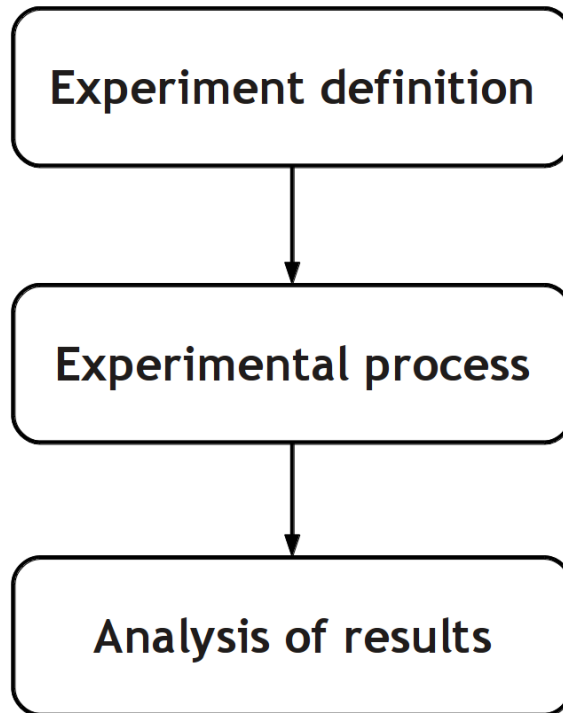 Experiment definition
Experimental process
Analysis of results